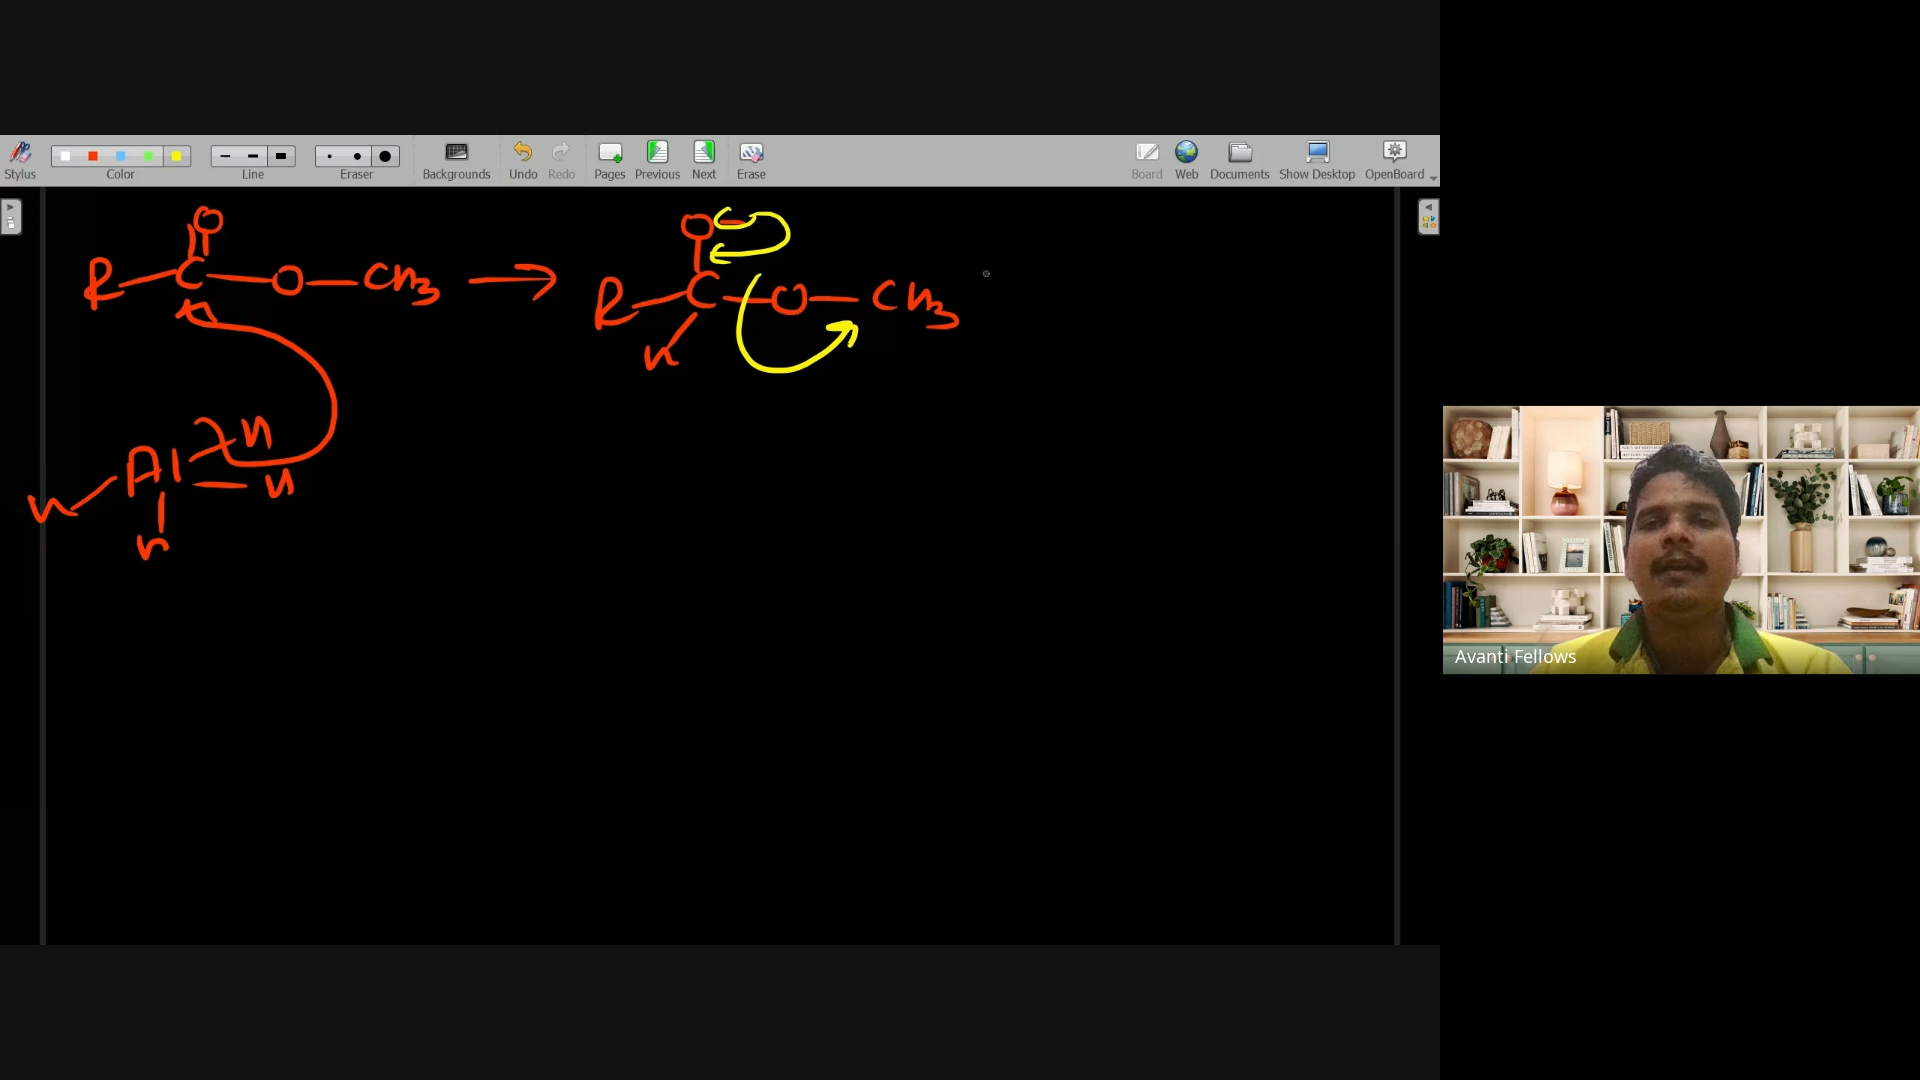 Stylus Color Line Eraser Backgrounds Undo Redo Pages Previous Next Erase Board Web Documents Show Desktop OpenBoard
O O-
R-C-O-CH3 → R-C-O-CH3
H
H
Al
H
H
H
Avanti Fellows